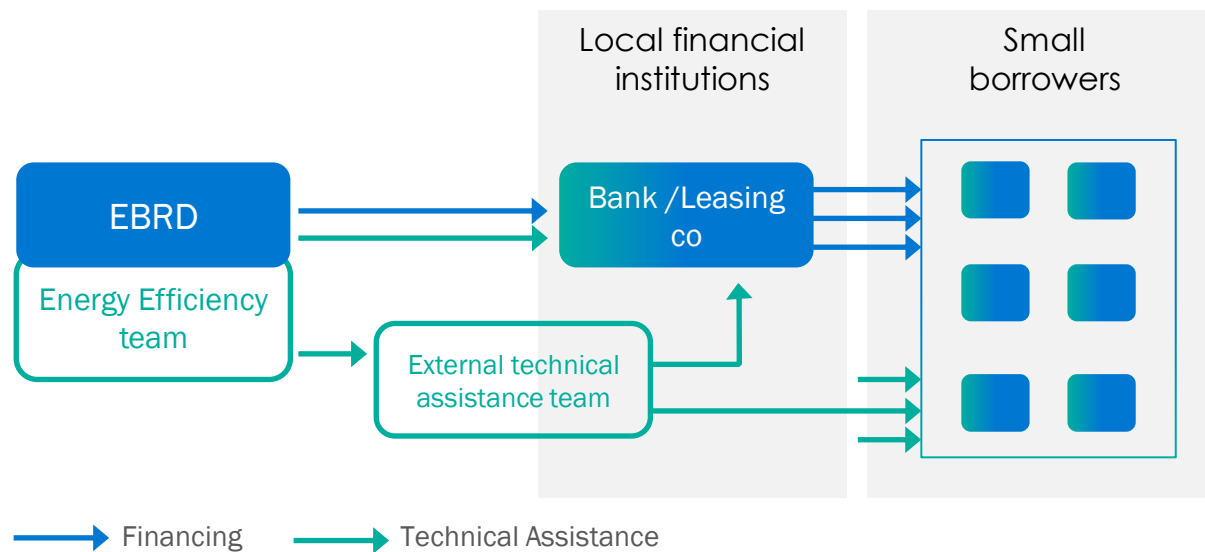 Local financial
institutions
Small
borrowers
EBRD
Bank /Leasing
co
Energy Efficiency
team
External technical
assistance team
Financing
Technical Assistance